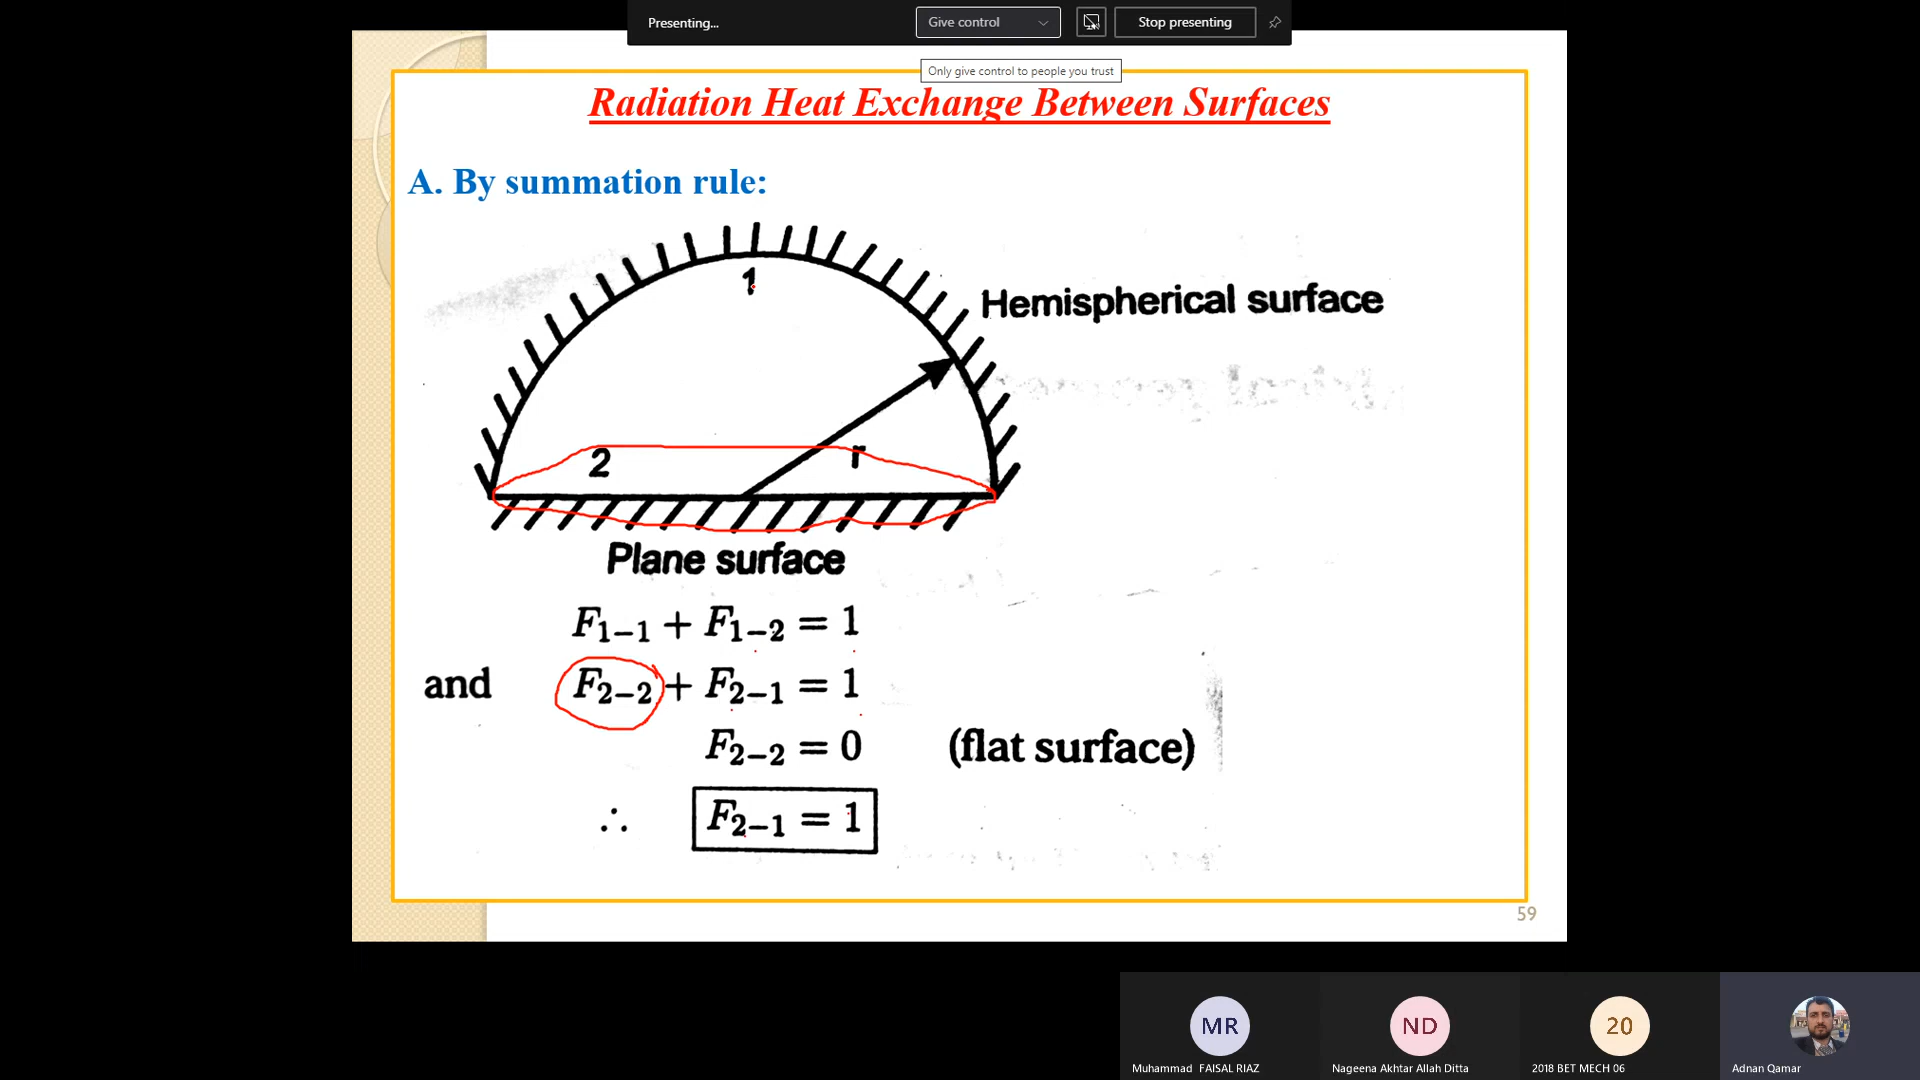 Presenting...
Give control
Stop presenting
Only give control to people you trust
Radiation Heat Exchange Between Surfaces
A. By summation rule:
1
Hemispherical surface
2
r
Plane surface
F₁₋₁ + F₁₋₂ = 1
and F₂₋₂ + F₂₋₁ = 1
F₂₋₂ = 0 (flat surface)
∴ F₂₋₁ = 1
59
MR
ND
20
Muhammad FAISAL RIAZ
Nageena Akhtar Allah Ditta
2018 BET MECH 06
Adnan Qamar